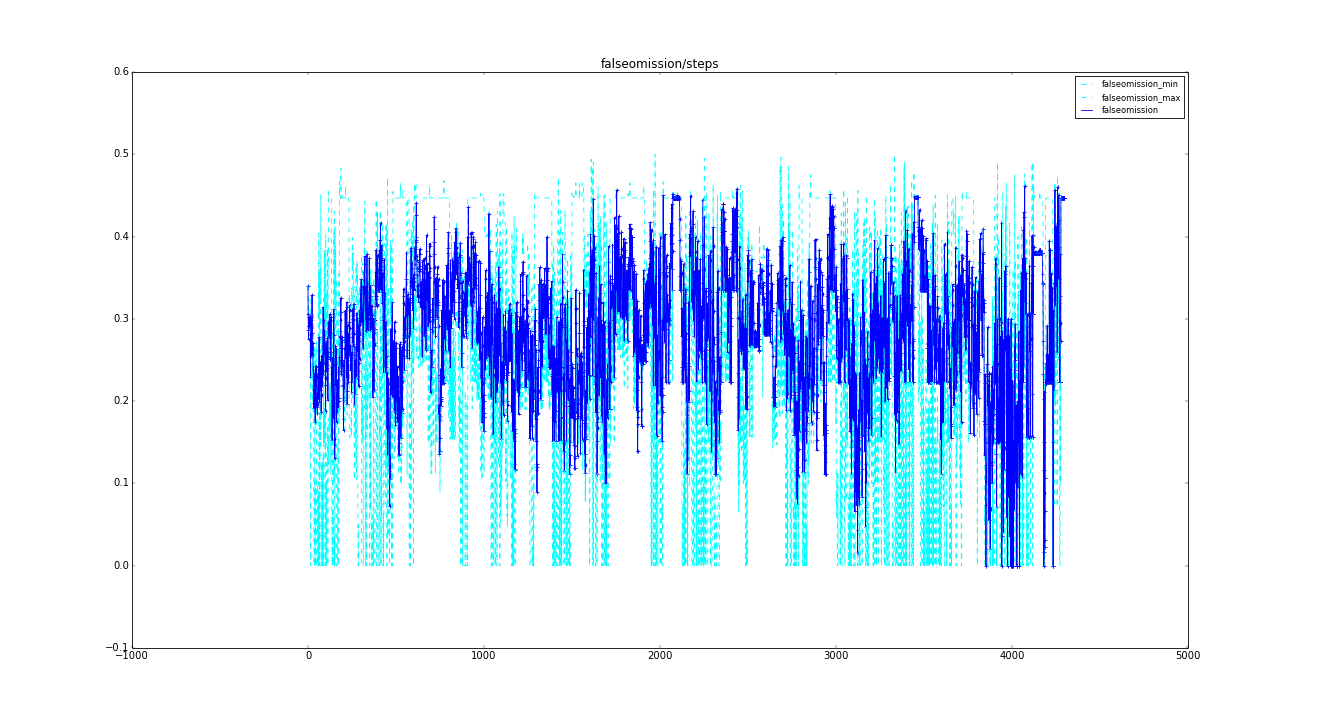 falseomission/steps
0.6
0.5
0.4
0.3
0.2
0.1
0.0
−0.1
−1000 0 1000 2000 3000 4000 5000
falseomission_min
falseomission_max
falseomission